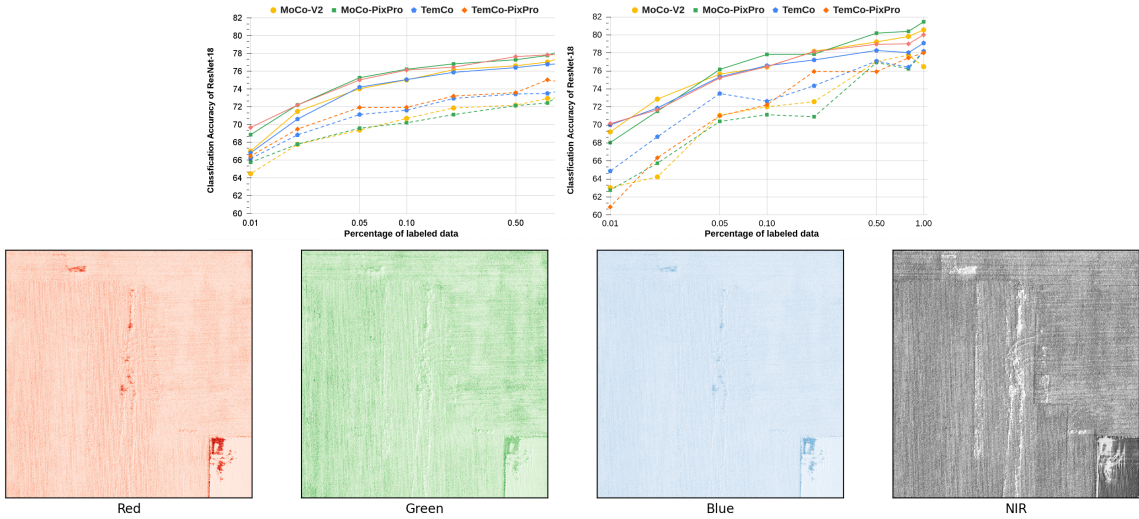 MoCo-V2 MoCo-PixPro TemCo TemCo-PixPro
Classfication Accuracy of ResNet-18
82
80
78
76
74
72
70
68
66
64
62
60
0.01 0.05 0.10 0.50
Percentage of labeled data
MoCo-V2 MoCo-PixPro TemCo TemCo-PixPro
Classfication Accuracy of ResNet-18
82
80
78
76
74
72
70
68
66
64
62
60
0.01 0.05 0.10 0.50 1.00
Percentage of labeled data
Red Green Blue NIR